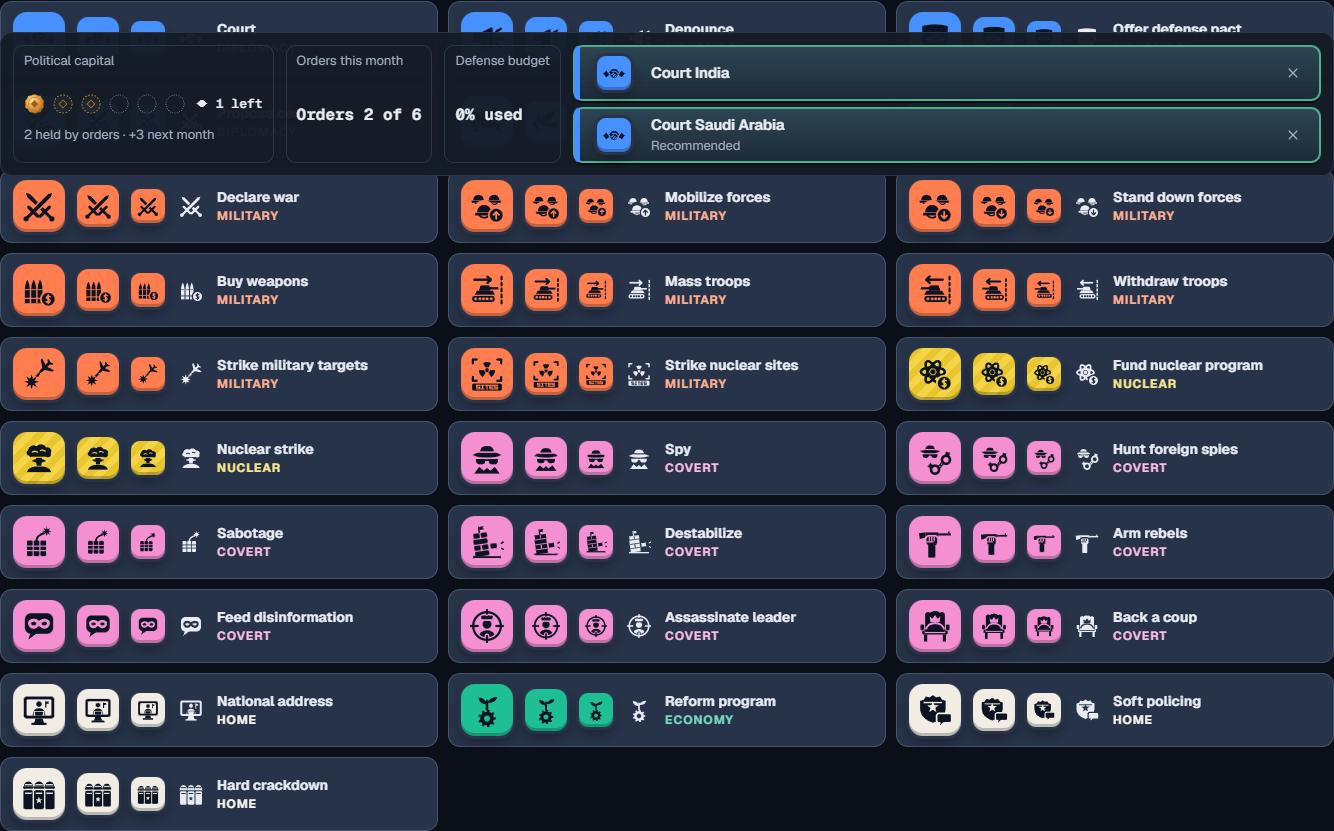 Court
Denounce
Offer defense pact
Political capital
1 left
2 held by orders · +3 next month
Orders this month
Orders 2 of 6
Defense budget
0% used
Court India
Court Saudi Arabia
Recommended
Declare war
MILITARY
Mobilize forces
MILITARY
Stand down forces
MILITARY
Buy weapons
MILITARY
Mass troops
MILITARY
Withdraw troops
MILITARY
Strike military targets
MILITARY
SITES
SITES
Strike nuclear sites
MILITARY
Fund nuclear program
NUCLEAR
Nuclear strike
NUCLEAR
Spy
COVERT
Hunt foreign spies
COVERT
Sabotage
COVERT
Destabilize
COVERT
Arm rebels
COVERT
Feed disinformation
COVERT
Assassinate leader
COVERT
Back a coup
COVERT
National address
HOME
Reform program
ECONOMY
Soft policing
HOME
Hard crackdown
HOME